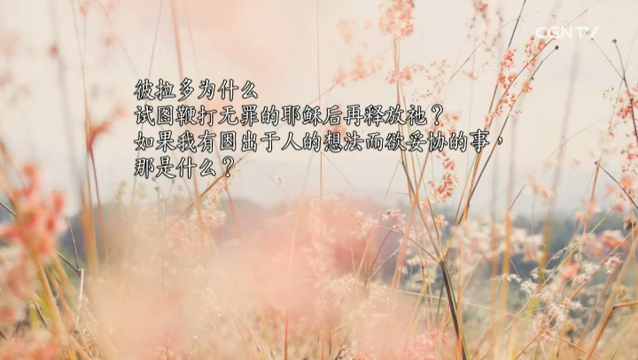 CGNTV
彼拉多为什么
试图鞭打无罪的耶稣后再释放祂？
如果我有因出于人的想法而欲妥协的事，
那是什么？